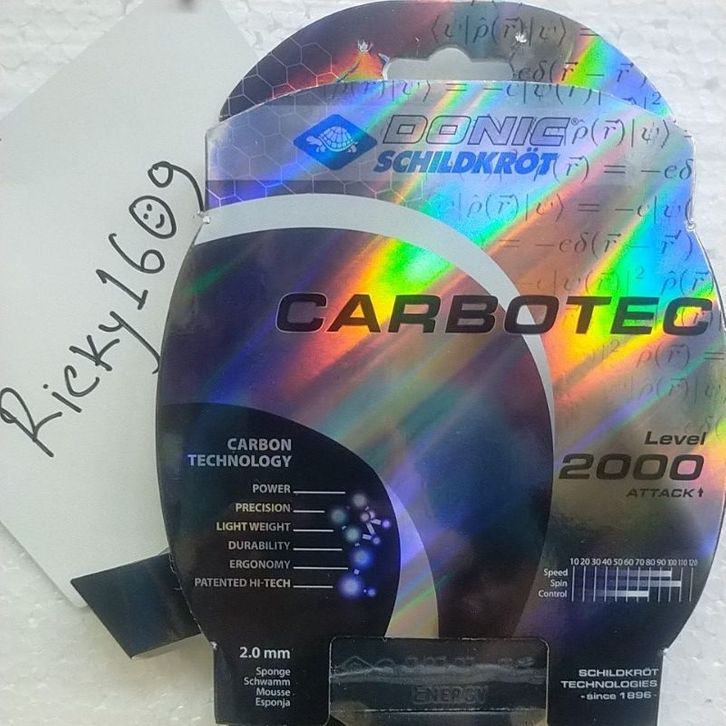 Ricky1609
DONIC®
SCHILDKRÖT
CARBOTEC
Level
2000
ATTACK
CARBON
TECHNOLOGY
POWER
PRECISION
LIGHT WEIGHT
DURABILITY
ERGONOMY
PATENTED HI-TECH
10 20 30 40 50 60 70 80 90 100 110 120
Speed
Spin
Control
2.0 mm
Sponge
Schwamm
Mousse
Esponja
ENERGY
SCHILDKRÖT
TECHNOLOGIES
- since 1896 -